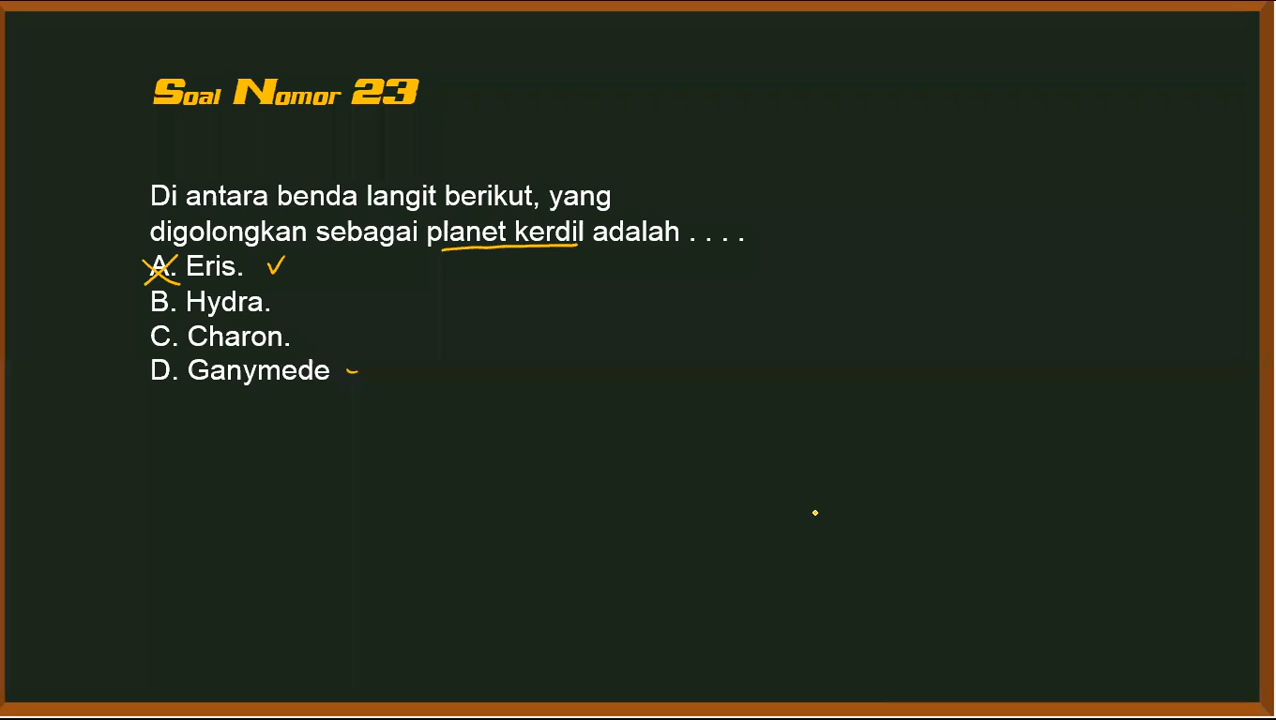 Soal Nomor 23
Di antara benda langit berikut, yang
digolongkan sebagai planet kerdil adalah . . . .
A. Eris.
B. Hydra.
C. Charon.
D. Ganymede